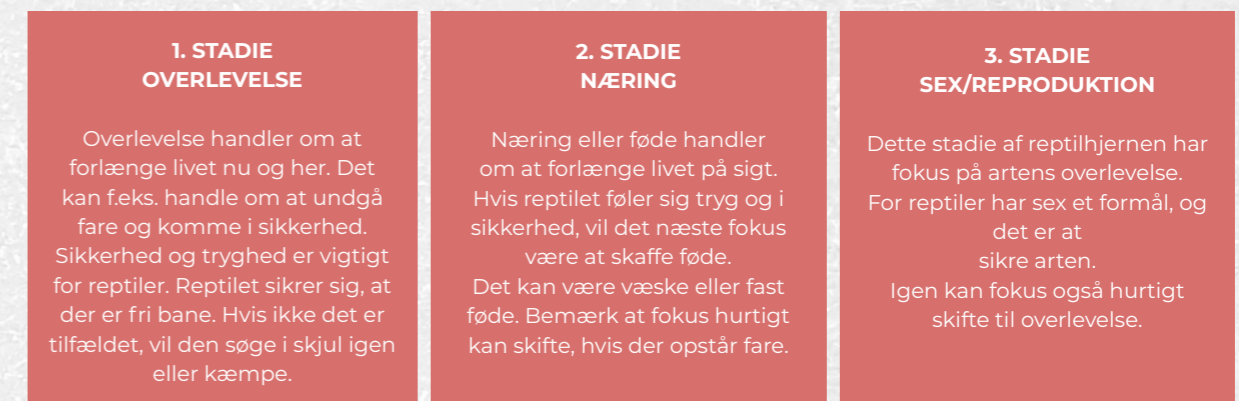 1. STADIE
OVERLEVELSE
Overlevelse handler om at
forlænge livet nu og her. Det
kan f.eks. handle om at undgå
fare og komme i sikkerhed.
Sikkerhed og tryghed er vigtigt
for reptiler. Reptilet sikrer sig, at
der er fri bane. Hvis ikke det er
tilfældet, vil den søge i skjul igen
eller kæmpe.
2. STADIE
NÆRING
Næring eller føde handler
om at forlænge livet på sigt.
Hvis reptilet føler sig tryg og i
sikkerhed, vil det næste fokus
være at skaffe føde.
Det kan være væske eller fast
føde. Bemærk at fokus hurtigt
kan skifte, hvis der opstår fare.
3. STADIE
SEX/REPRODUKTION
Dette stadie af reptilhjernen har
fokus på artens overlevelse.
For reptiler har sex et formål, og
det er at
sikre arten.
Igen kan fokus også hurtigt
skifte til overlevelse.